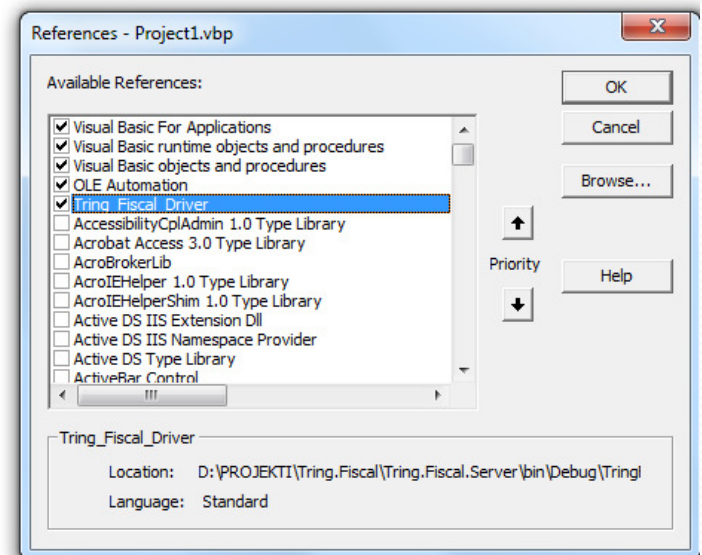 References - Project1.vbp
Available References:
Visual Basic For Applications
Visual Basic runtime objects and procedures
Visual Basic objects and procedures
OLE Automation
Tring_Fiscal_Driver
AccessibilityCplAdmin 1.0 Type Library
Acrobat Access 3.0 Type Library
AcroBrokerLib
AcroIEHelper 1.0 Type Library
AcroIEHelperShim 1.0 Type Library
Active DS IIS Extension Dll
Active DS IIS Namespace Provider
Active DS Type Library
ActiveBar Control
OK
Cancel
Browse...
Priority
Help
Tring_Fiscal_Driver
Location: D:\PROJEKTI\Tring.Fiscal\Tring.Fiscal.Server\bin\Debug\Tringl
Language: Standard